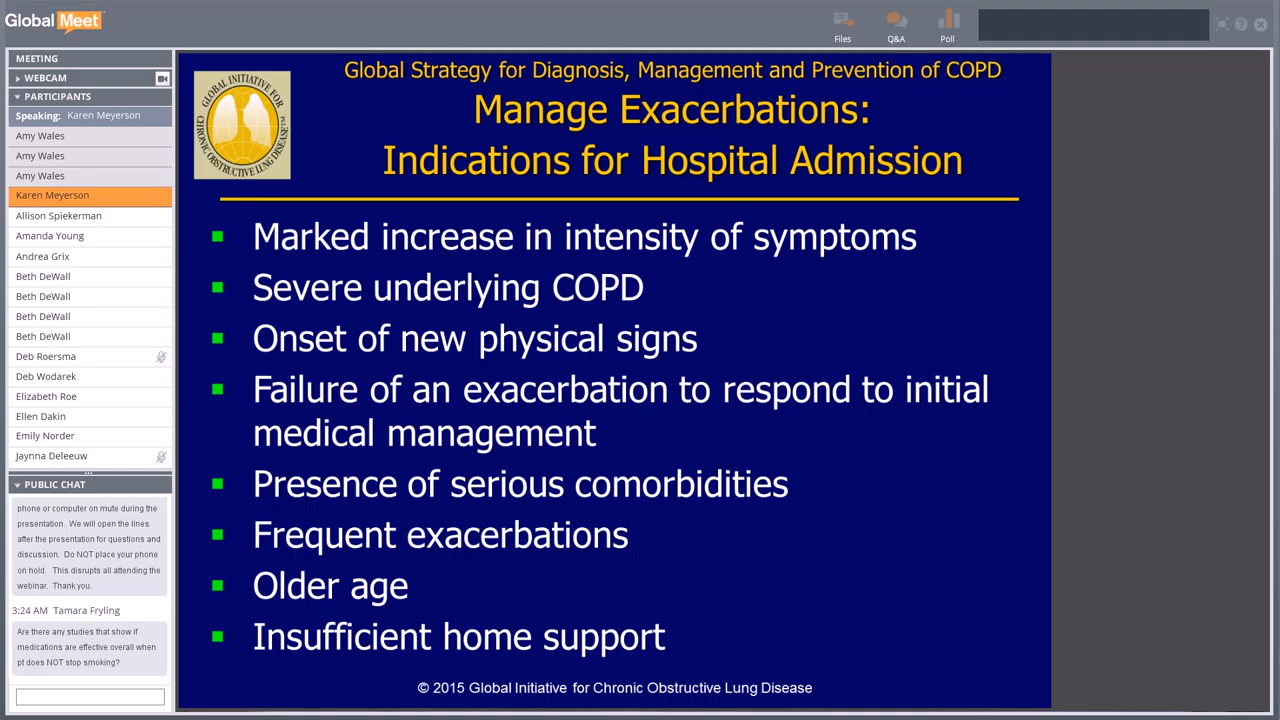 Global Meet
Files
Q&A
Poll
MEETING
WEBCAM
PARTICIPANTS
Speaking: Karen Meyerson
Amy Wales
Amy Wales
Amy Wales
Karen Meyerson
Allison Spiekerman
Amanda Young
Andrea Grix
Beth DeWall
Beth DeWall
Beth DeWall
Beth DeWall
Deb Roersma
Deb Wodarek
Elizabeth Roe
Ellen Dakin
Emily Norder
Jaynna Deleeuw
PUBLIC CHAT
phone or computer on mute during the
presentation. We will open the lines
after the presentation for questions and
discussion. Do NOT place your phone
on hold. This disrupts all attending the
webinar. Thank you.
3:24 AM Tamara Fryling
Are there any studies that show if
medications are effective overall when
pt does NOT stop smoking?
GLOBAL INITIATIVE FOR
CHRONIC OBSTRUCTIVE LUNG DISEASE
Global Strategy for Diagnosis, Management and Prevention of COPD
Manage Exacerbations:
Indications for Hospital Admission
Marked increase in intensity of symptoms
Severe underlying COPD
Onset of new physical signs
Failure of an exacerbation to respond to initial
medical management
Presence of serious comorbidities
Frequent exacerbations
Older age
Insufficient home support
© 2015 Global Initiative for Chronic Obstructive Lung Disease